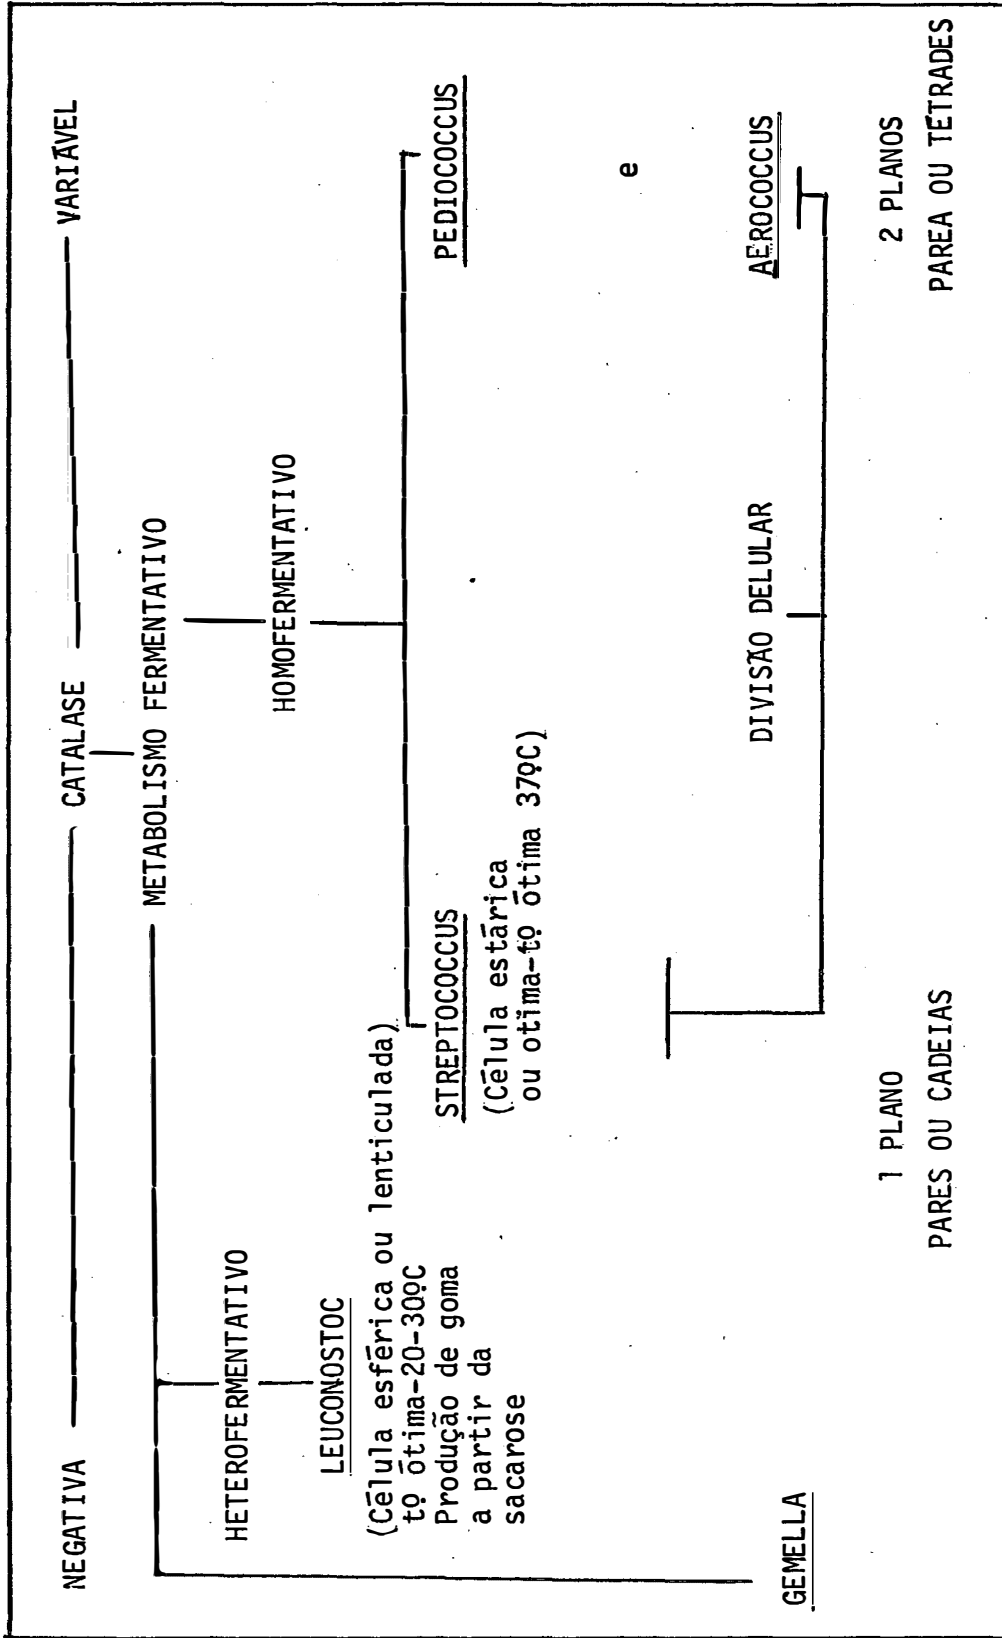 NEGATIVA CATALASE VARIÁVEL
METABOLISMO FERMENTATIVO
HETEROFERMENTATIVO HOMOFERMENTATIVO
LEUCONOSTOC
(Célula esférica ou lenticulada)
tº ótima-20-30ºC
Produção de goma
a partir da
sacarose
STREPTOCOCCUS PEDIOCOCCUS
(Célula estárica
ou otima-tº ótima 37ºC)
e
GEMELLA DIVISÃO DELULAR AEROCOCCUS
1 PLANO 2 PLANOS
PARES OU CADEIAS PAREA OU TÉTRADES